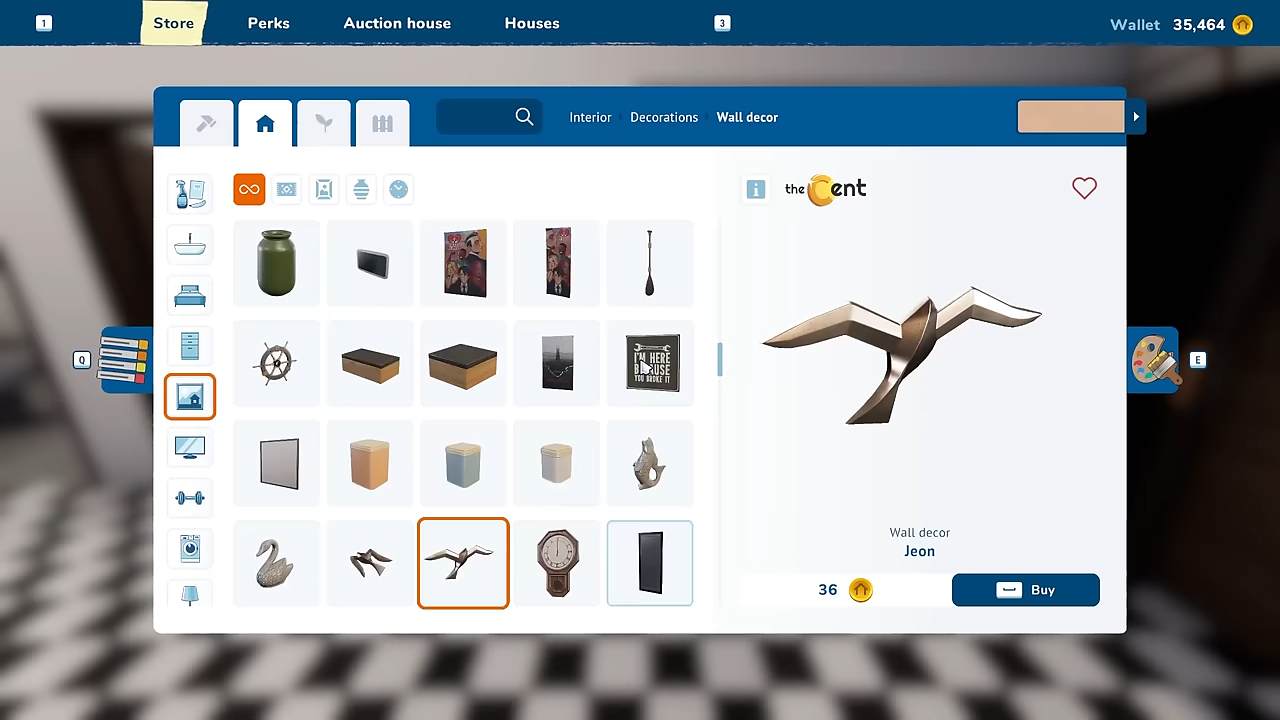 1
Store
Perks
Auction house
Houses
3
Wallet 35,464
Interior
Decorations
Wall decor
i
the Cent
Q
E
I'M HERE
BECAUSE
YOU BROKE IT
Wall decor
Jeon
36
Buy